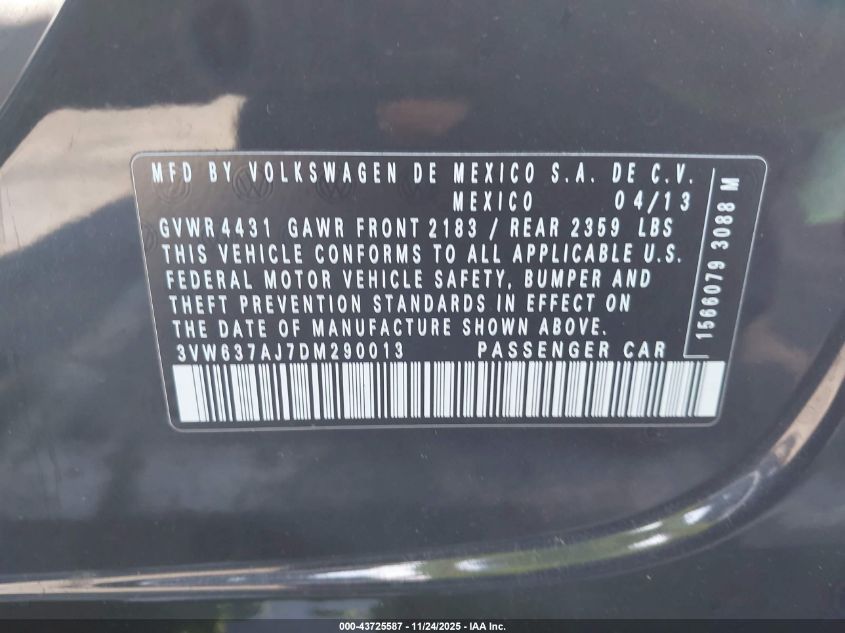 MFD BY VOLKSWAGEN DE MEXICO S.A. DE C.V.
MEXICO 04/13
GVWR 4431 GAWR FRONT 2183 / REAR 2359 LBS
THIS VEHICLE CONFORMS TO ALL APPLICABLE U.S.
FEDERAL MOTOR VEHICLE SAFETY, BUMPER AND
THEFT PREVENTION STANDARDS IN EFFECT ON
THE DATE OF MANUFACTURE SHOWN ABOVE.
3VW637AJ7DM290013 PASSENGER CAR
1566079 3088 M
000-43725587 - 11/24/2025 - IAA Inc.